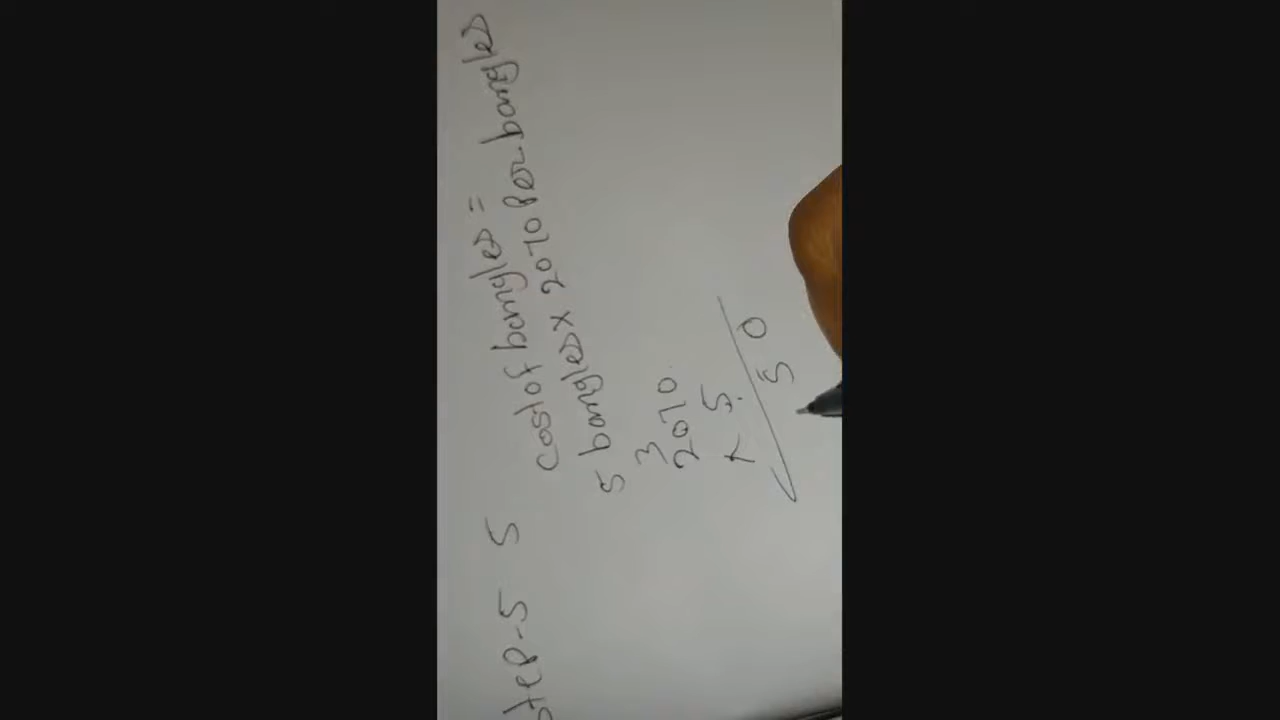 STEP-5 5 cost of bangles =
5 bangles x 2070 per bangles
3
2070
x 5
50